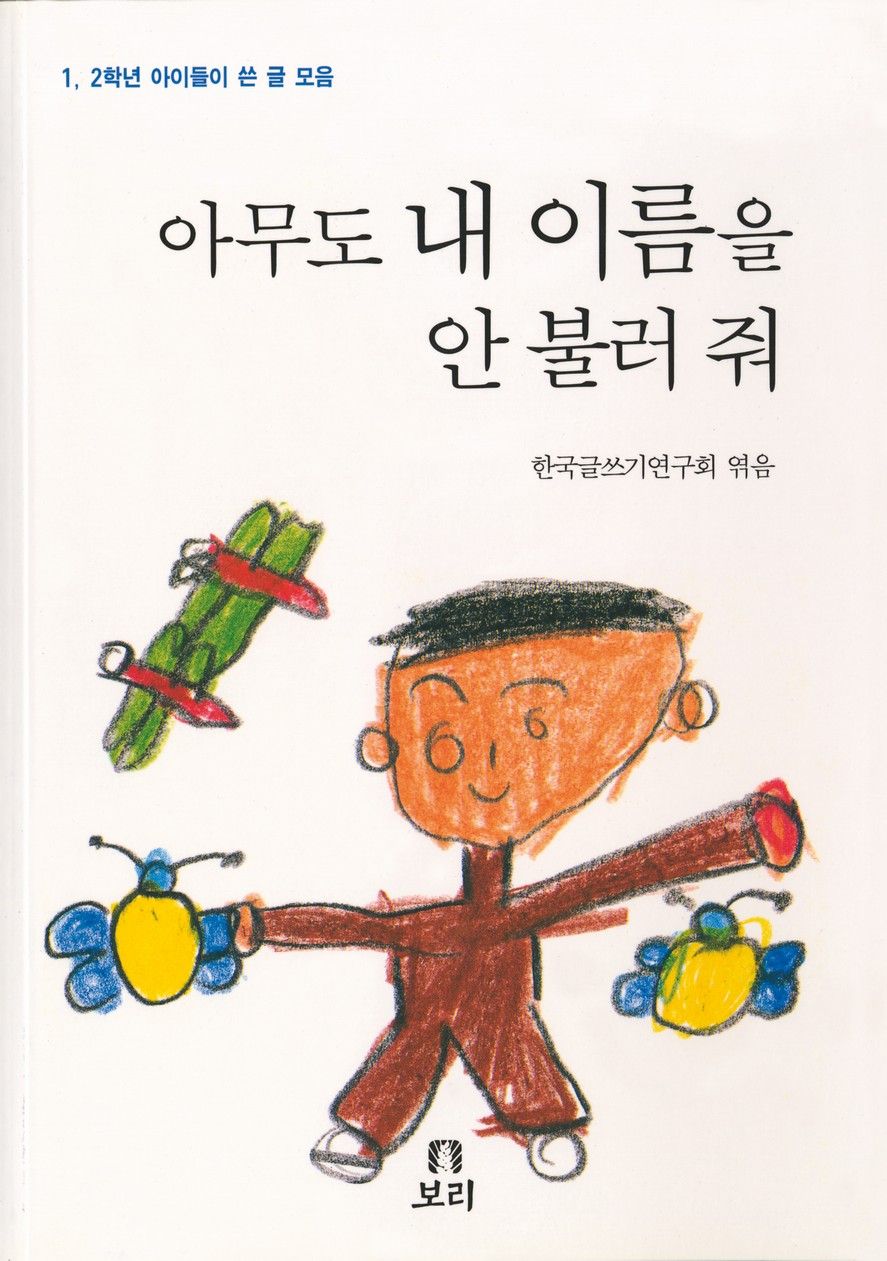 1, 2학년 아이들이 쓴 글 모음
아무도 내 이름을
안 불러 줘
한국글쓰기연구회 엮음
보리